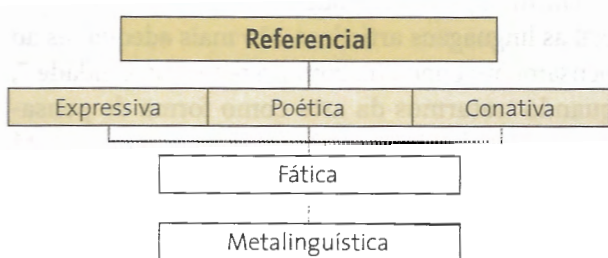 Referencial
Expressiva Poética Conativa
Fática
Metalinguística